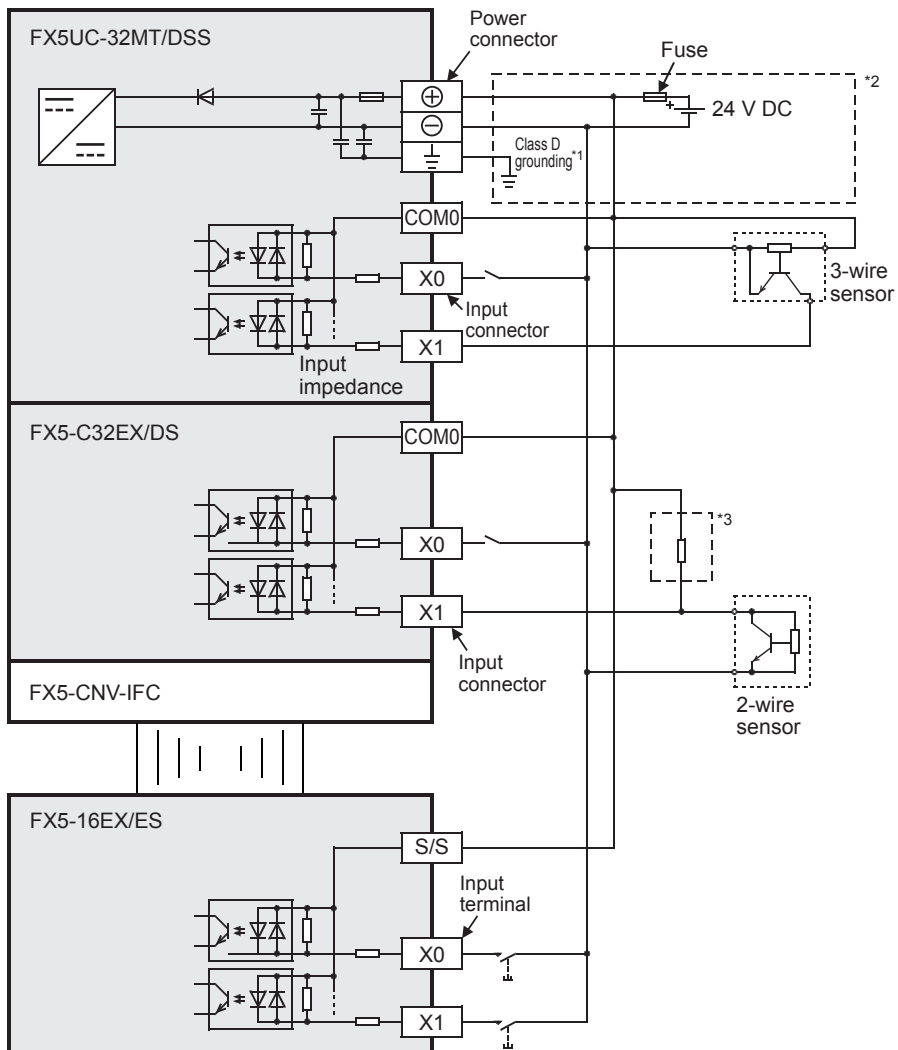 FX5UC-32MT/DSS
Power
connector
Fuse
*2
24 V DC
+
Class D
grounding*1
COM0
X0
Input
connector
X1
Input
impedance
3-wire
sensor
FX5-C32EX/DS
COM0
*3
X0
X1
Input
connector
2-wire
sensor
FX5-CNV-IFC
FX5-16EX/ES
S/S
Input
terminal
X0
X1